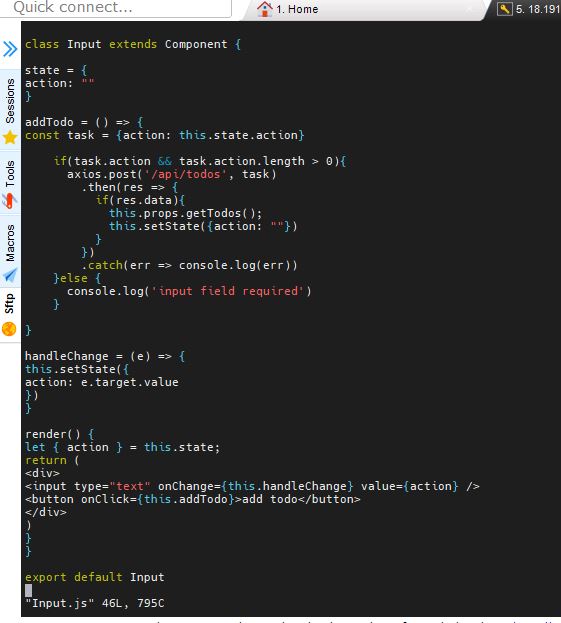 Quick connect...
1. Home
5. 18.191
Sessions
Tools
Macros
Sftp
class Input extends Component {
state = {
action: ""
}
addTodo = () => {
const task = {action: this.state.action}
if(task.action && task.action.length > 0){
axios.post('/api/todos', task)
.then(res => {
if(res.data){
this.props.getTodos();
this.setState({action: ""})
}
})
.catch(err => console.log(err))
}else {
console.log('input field required')
}
}
handleChange = (e) => {
this.setState({
action: e.target.value
})
}
render() {
let { action } = this.state;
return (
<div>
<input type="text" onChange={this.handleChange} value={action} />
<button onClick={this.addTodo}>add todo</button>
</div>
)
}
}
export default Input
"Input.js" 46L, 795C